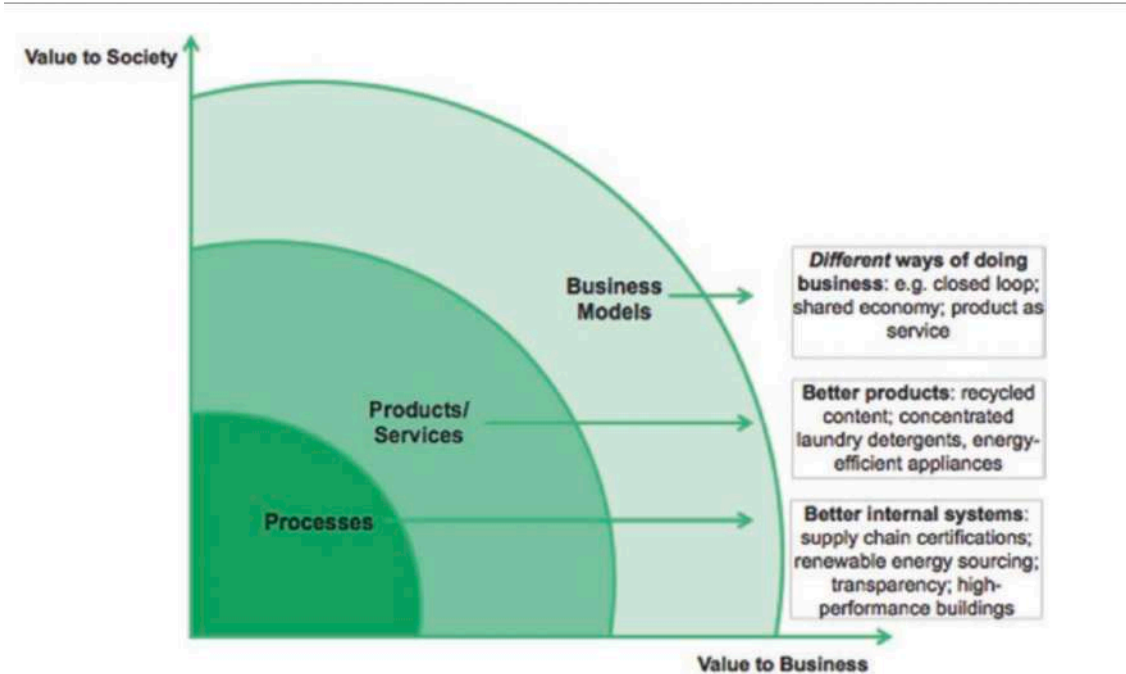 Value to Society
Business
Models
Different ways of doing
business: e.g. closed loop;
shared economy; product as
service
Products/
Services
Better products: recycled
content; concentrated
laundry detergents, energy-
efficient appliances
Processes
Better internal systems:
supply chain certifications;
renewable energy sourcing;
transparency; high-
performance buildings
Value to Business